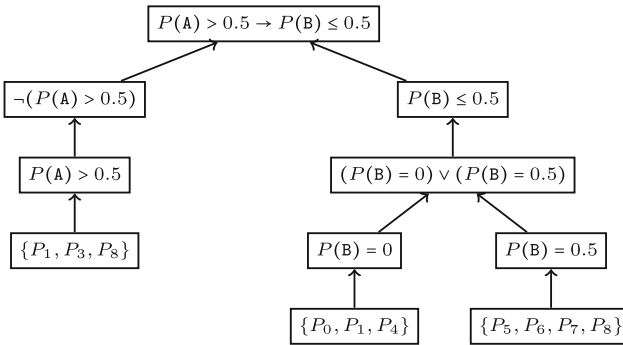 P(A) > 0.5 → P(B) ≤ 0.5
¬(P(A) > 0.5)
P(B) ≤ 0.5
P(A) > 0.5
(P(B) = 0) ∨ (P(B) = 0.5)
{P₁, P₃, P₈}
P(B) = 0
P(B) = 0.5
{P₀, P₁, P₄}
{P₅, P₆, P₇, P₈}